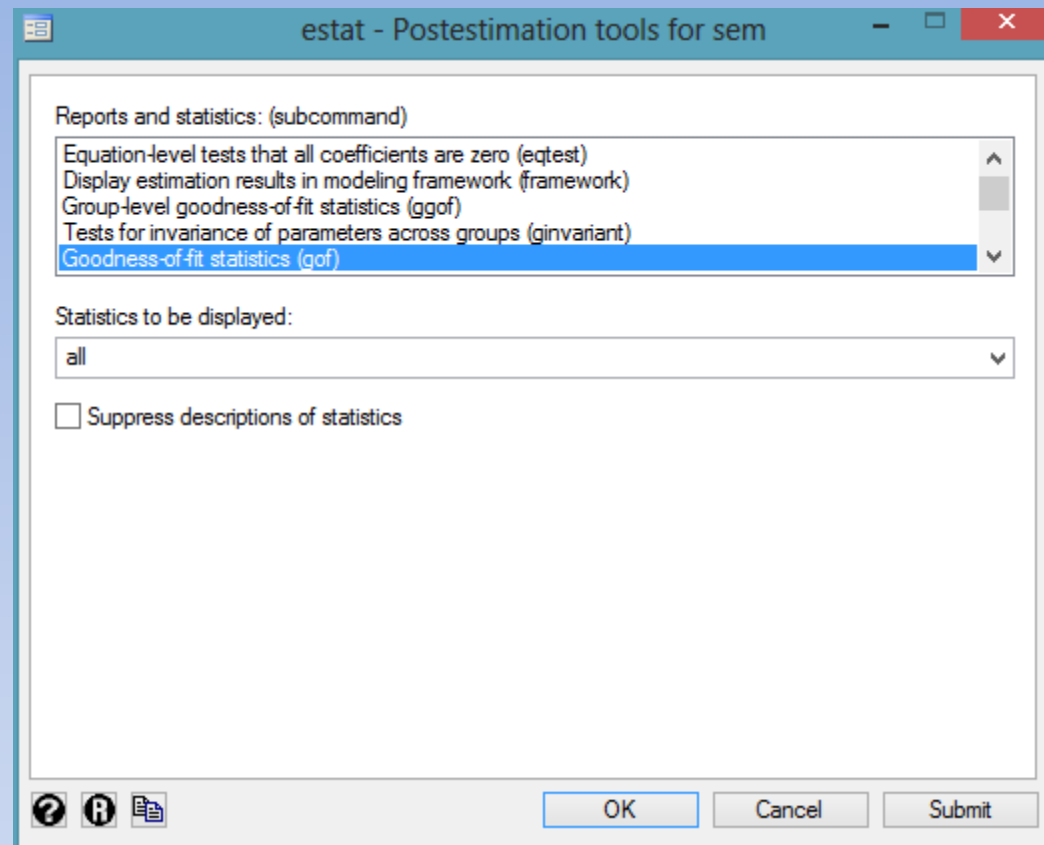 estat - Postestimation tools for sem
Reports and statistics: (subcommand)
Equation-level tests that all coefficients are zero (eqtest)
Display estimation results in modeling framework (framework)
Group-level goodness-of-fit statistics (ggof)
Tests for invariance of parameters across groups (ginvariant)
Goodness-of-fit statistics (gof)
Statistics to be displayed:
all
Suppress descriptions of statistics
? R OK Cancel Submit